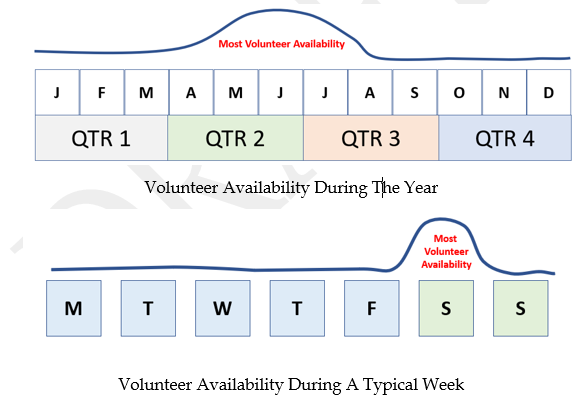 Most Volunteer Availability
J F M A M J J A S O N D
QTR 1 QTR 2 QTR 3 QTR 4
Volunteer Availability During The Year
Most
Volunteer
Availability
M T W T F S S
Volunteer Availability During A Typical Week